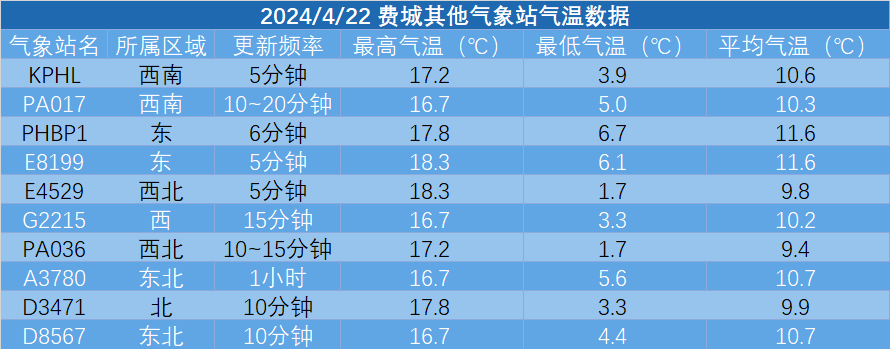 2024/4/22 费城其他气象站气温数据
气象站名 所属区域 更新频率 最高气温（℃） 最低气温（℃） 平均气温（℃）
KPHL 西南 5分钟 17.2 3.9 10.6
PA017 西南 10~20分钟 16.7 5.0 10.3
PHBP1 东 6分钟 17.8 6.7 11.6
E8199 东 5分钟 18.3 6.1 11.6
E4529 西北 5分钟 18.3 1.7 9.8
G2215 西 15分钟 16.7 3.3 10.2
PA036 西北 10~15分钟 17.2 1.7 9.4
A3780 东北 1小时 16.7 5.6 10.7
D3471 北 10分钟 17.8 3.3 9.9
D8567 东北 10分钟 16.7 4.4 10.7